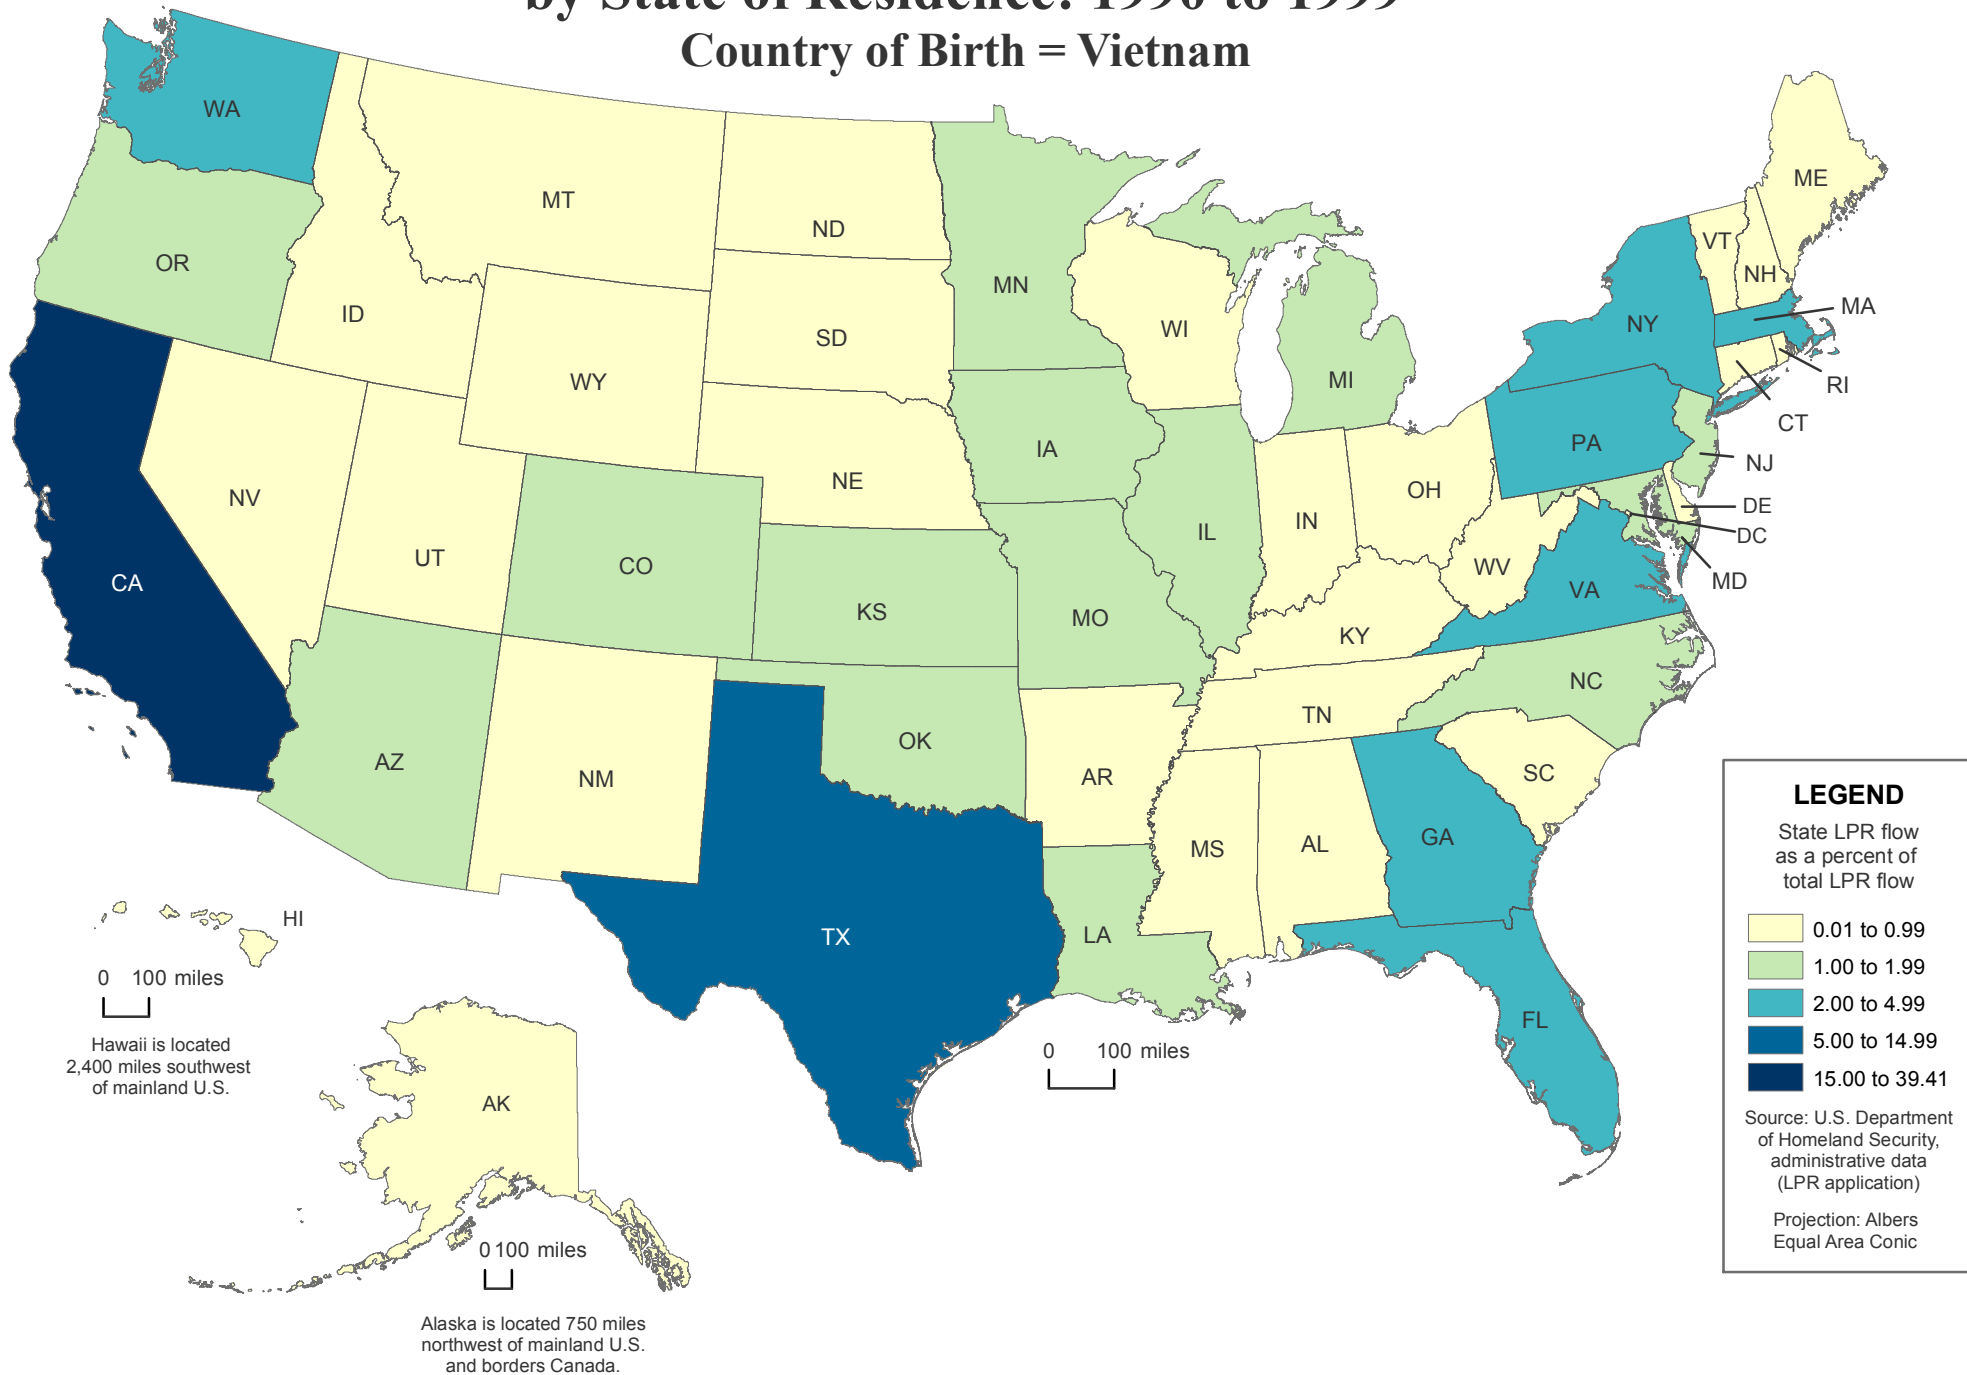 by State of Residence: 1990 to 1999
Country of Birth = Vietnam
WA
MT
ND
ME
OR
MN
VT
NH
ID
SD
WI
NY
MA
WY
MI
RI
CT
NV
NE
IA
PA
NJ
UT
CO
IL
IN
OH
DE
DC
CA
KS
MO
WV
VA
MD
KY
NC
AZ
NM
OK
AR
TN
SC
MS
AL
GA
TX
LA
FL
HI
0 100 miles
Hawaii is located
2,400 miles southwest
of mainland U.S.
AK
0 100 miles
Alaska is located 750 miles
northwest of mainland U.S.
and borders Canada.
0 100 miles
LEGEND
State LPR flow
as a percent of
total LPR flow
0.01 to 0.99
1.00 to 1.99
2.00 to 4.99
5.00 to 14.99
15.00 to 39.41
Source: U.S. Department
of Homeland Security,
administrative data
(LPR application)
Projection: Albers
Equal Area Conic